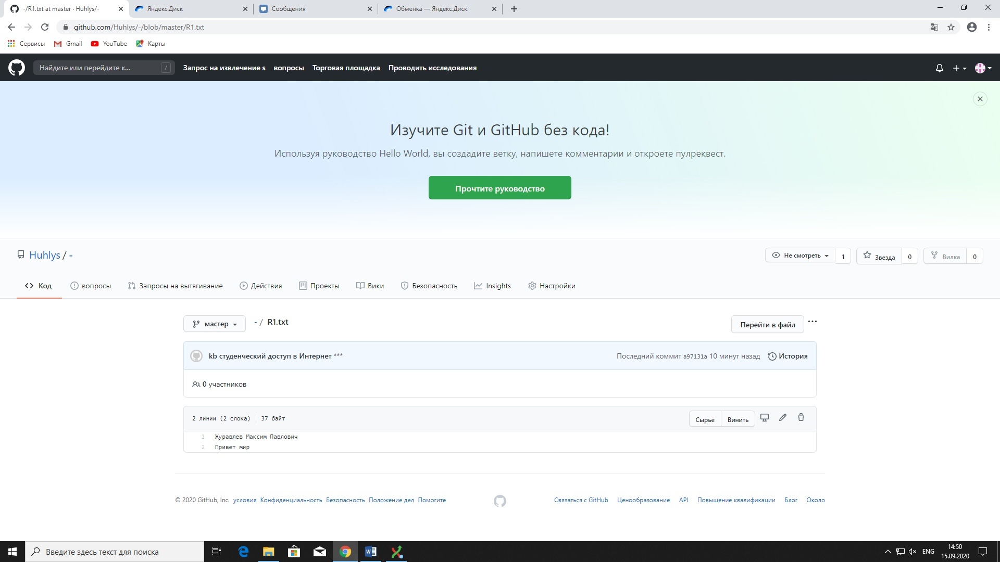 -/R1.txt at master · Huhlys/-
Яндекс.Диск
Сообщения
Обменка — Яндекс.Диск
github.com/Huhlys/-/blob/master/R1.txt
Сервисы Gmail YouTube Карты
Найдите или перейдите к... /
Запрос на извлечение s вопросы Торговая площадка Проводить исследования
Изучите Git и GitHub без кода!
Используя руководство Hello World, вы создадите ветку, напишете комментарии и откроете пулреквест.
Прочтите руководство
Huhlys / -
Не смотреть 1 Звезда 0 Вилка 0
Код вопросы Запросы на вытягивание Действия Проекты Вики Безопасность Insights Настройки
мастер - / R1.txt
Перейти в файл ...
kb студенческий доступ в Интернет ***
Последний коммит a97131a 10 минут назад История
0 участников
2 линии (2 слока) 37 байт
Сырье Винить
1 Журавлев Максим Павлович
2 Привет мир
© 2020 GitHub, Inc. условия Конфиденциальность Безопасность Положение дел Помогите
Связаться с GitHub Ценообразование API Повышение квалификации Блог Около
Введите здесь текст для поиска
ENG
14:50
15.09.2020